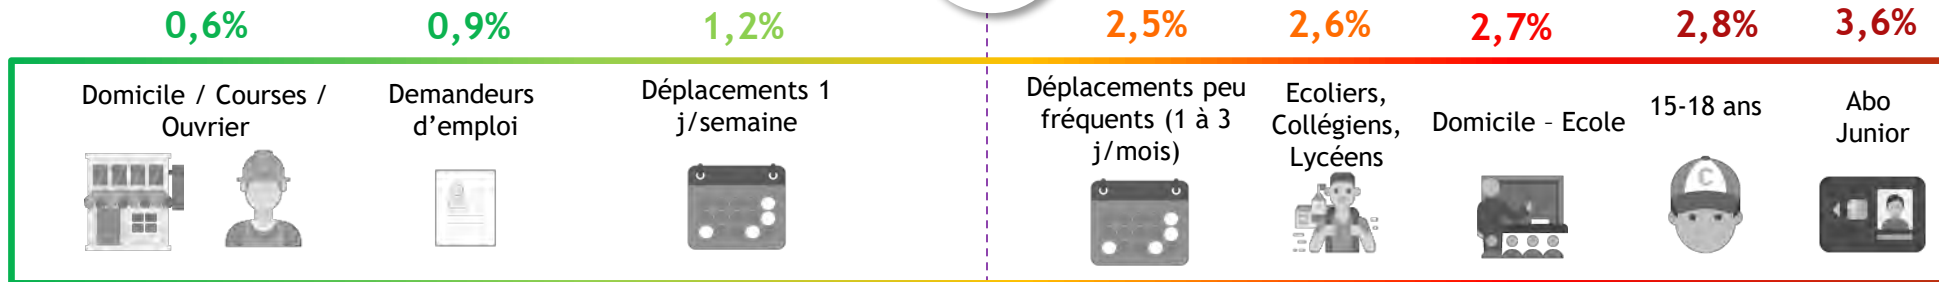 0,6%
0,9%
1,2%
2,5%
2,6%
2,7%
2,8%
3,6%
Domicile / Courses /
Ouvrier
Demandeurs
d’emploi
Déplacements 1
j/semaine
Déplacements peu
fréquents (1 à 3
j/mois)
Ecoliers,
Collégiens,
Lycéens
Domicile – Ecole
15-18 ans
Abo
Junior
C